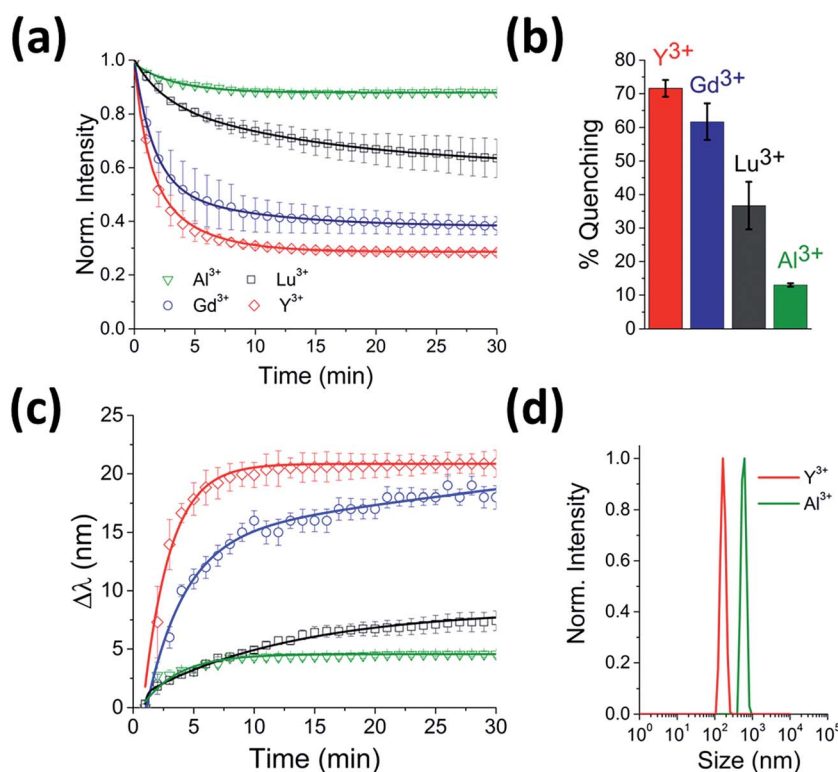 (a)
Norm. Intensity
1.0
0.8
0.6
0.4
0.2
0.0
Al³⁺ Lu³⁺
Gd³⁺ Y³⁺
0 5 10 15 20 25 30
Time (min)
(b)
% Quenching
80
70
60
50
40
30
20
10
0
Y³⁺
Gd³⁺
Lu³⁺
Al³⁺
(c)
Δλ (nm)
25
20
15
10
5
0
0 5 10 15 20 25 30
Time (min)
(d)
Norm. Intensity
1.0
0.8
0.6
0.4
0.2
0.0
Y³⁺
Al³⁺
10⁰ 10¹ 10² 10³ 10⁴ 10⁵
Size (nm)